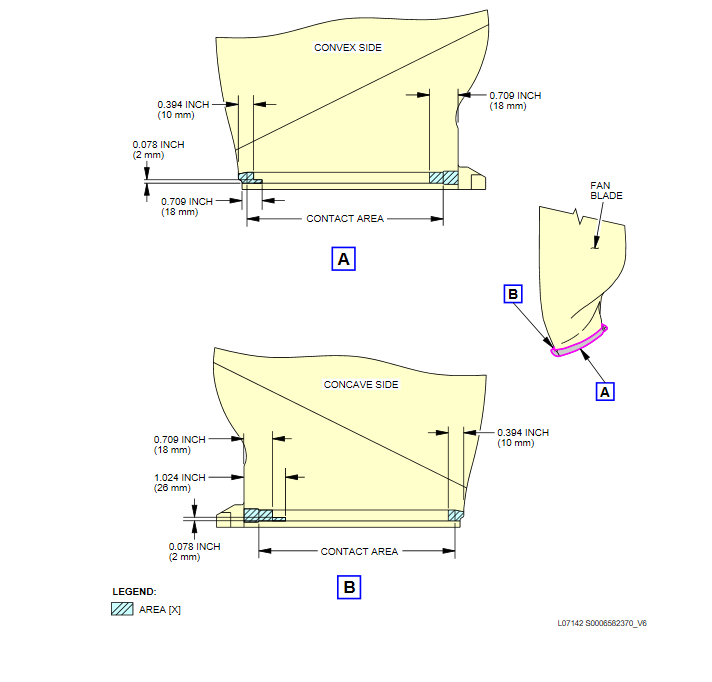 CONVEX SIDE
0.394 INCH
(10 mm)
0.709 INCH
(18 mm)
0.078 INCH
(2 mm)
0.709 INCH
(18 mm)
CONTACT AREA
A
FAN
BLADE
B
A
CONCAVE SIDE
0.709 INCH
(18 mm)
0.394 INCH
(10 mm)
1.024 INCH
(26 mm)
0.078 INCH
(2 mm)
CONTACT AREA
B
LEGEND:
AREA [X]
L07142 S0006582370_V6